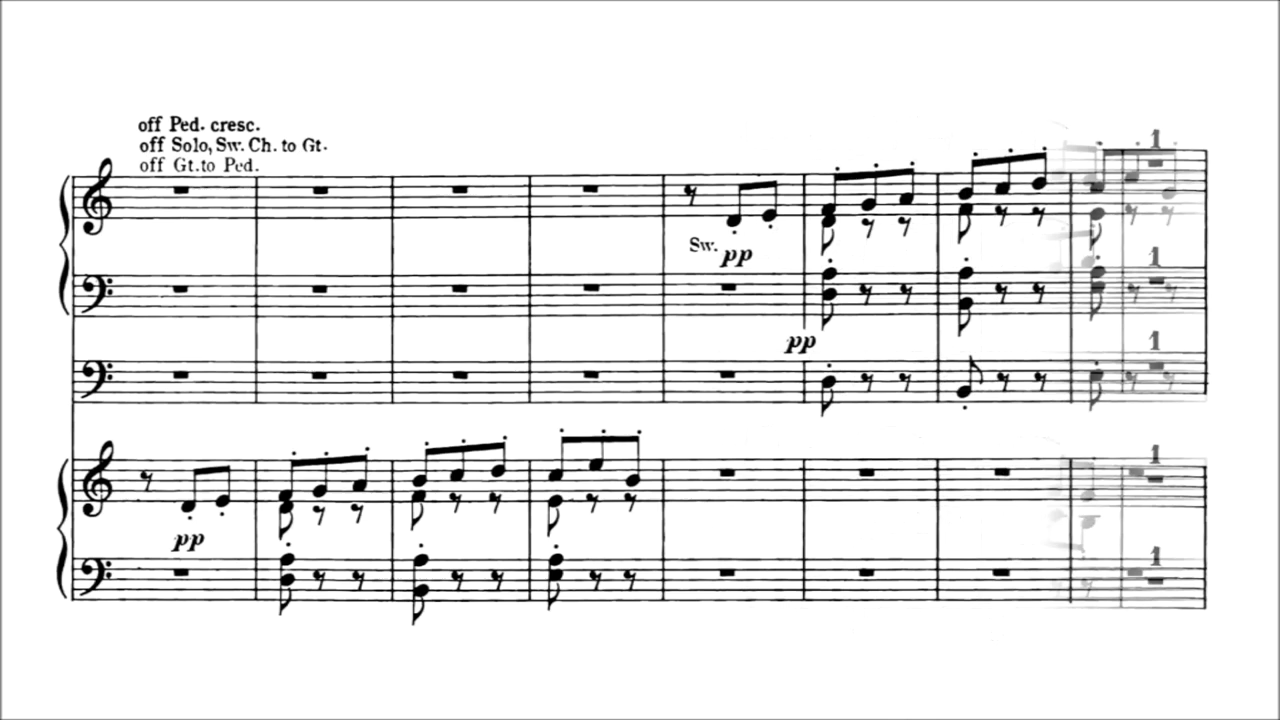 off Ped. cresc.
off Solo, Sw. Ch. to Gt.
off Gt. to Ped.
1
Sw. pp
1
pp
1
1
pp
1